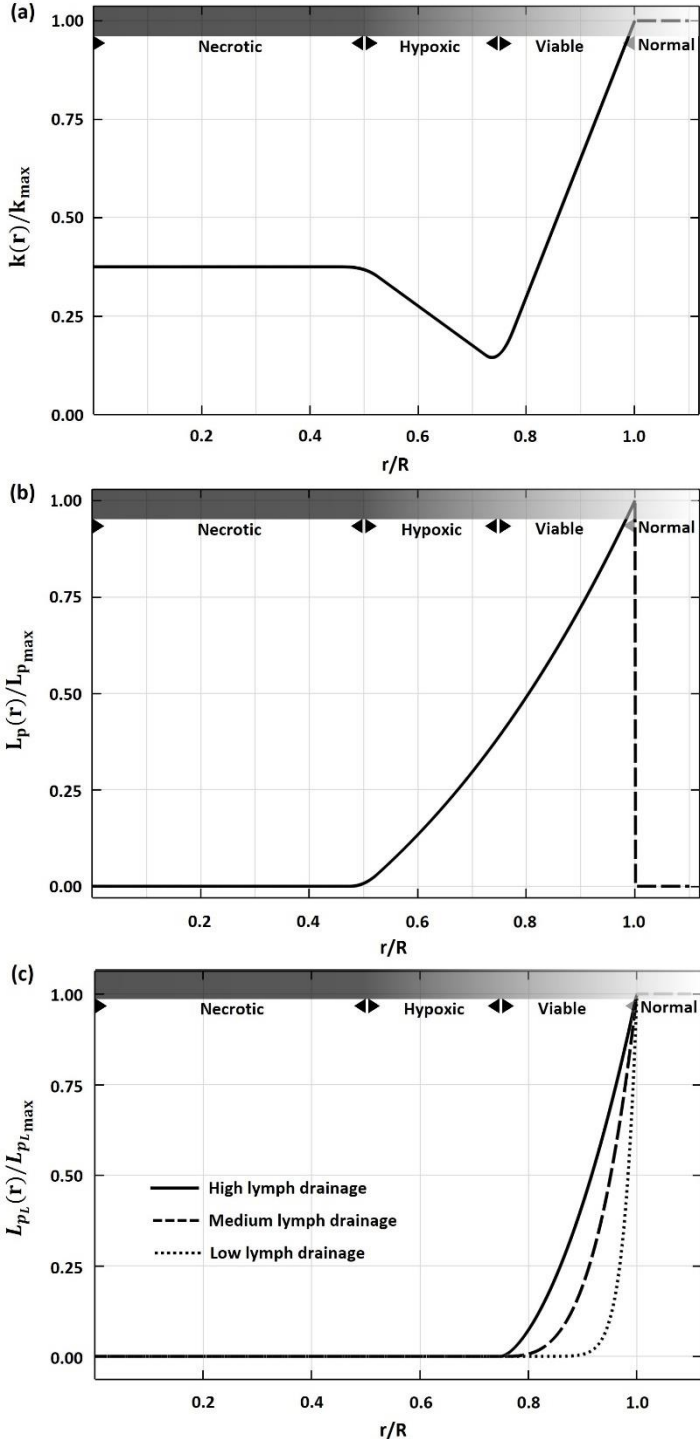 (a)
1.00
Necrotic Hypoxic Viable Normal
0.75
k(r)/kmax
0.50
0.25
0.00
0.2 0.4 0.6 0.8 1.0
r/R
(b)
1.00
Necrotic Hypoxic Viable Normal
0.75
Lp(r)/Lpmax
0.50
0.25
0.00
0.2 0.4 0.6 0.8 1.0
r/R
(c)
1.00
Necrotic Hypoxic Viable Normal
0.75
LpL(r)/LpLmax
0.50
High lymph drainage
Medium lymph drainage
Low lymph drainage
0.25
0.00
0.2 0.4 0.6 0.8 1.0
r/R